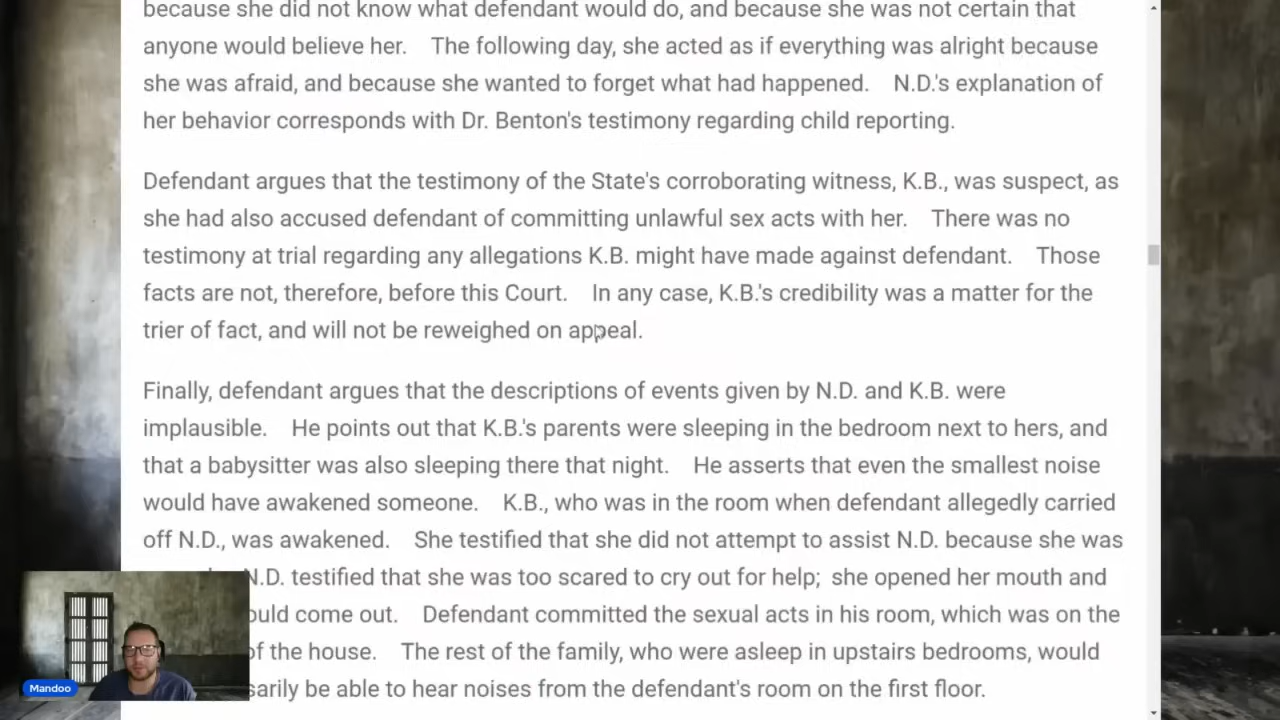 because she did not know what defendant would do, and because she was not certain that
anyone would believe her. The following day, she acted as if everything was alright because
she was afraid, and because she wanted to forget what had happened. N.D.'s explanation of
her behavior corresponds with Dr. Benton's testimony regarding child reporting.
Defendant argues that the testimony of the State's corroborating witness, K.B., was suspect, as
she had also accused defendant of committing unlawful sex acts with her. There was no
testimony at trial regarding any allegations K.B. might have made against defendant. Those
facts are not, therefore, before this Court. In any case, K.B.'s credibility was a matter for the
trier of fact, and will not be reweighed on appeal.
Finally, defendant argues that the descriptions of events given by N.D. and K.B. were
implausible. He points out that K.B.'s parents were sleeping in the bedroom next to hers, and
that a babysitter was also sleeping there that night. He asserts that even the smallest noise
would have awakened someone. K.B., who was in the room when defendant allegedly carried
off N.D., was awakened. She testified that she did not attempt to assist N.D. because she was
N.D. testified that she was too scared to cry out for help; she opened her mouth and
ould come out. Defendant committed the sexual acts in his room, which was on the
of the house. The rest of the family, who were asleep in upstairs bedrooms, would
sarily be able to hear noises from the defendant's room on the first floor.
Mandoo